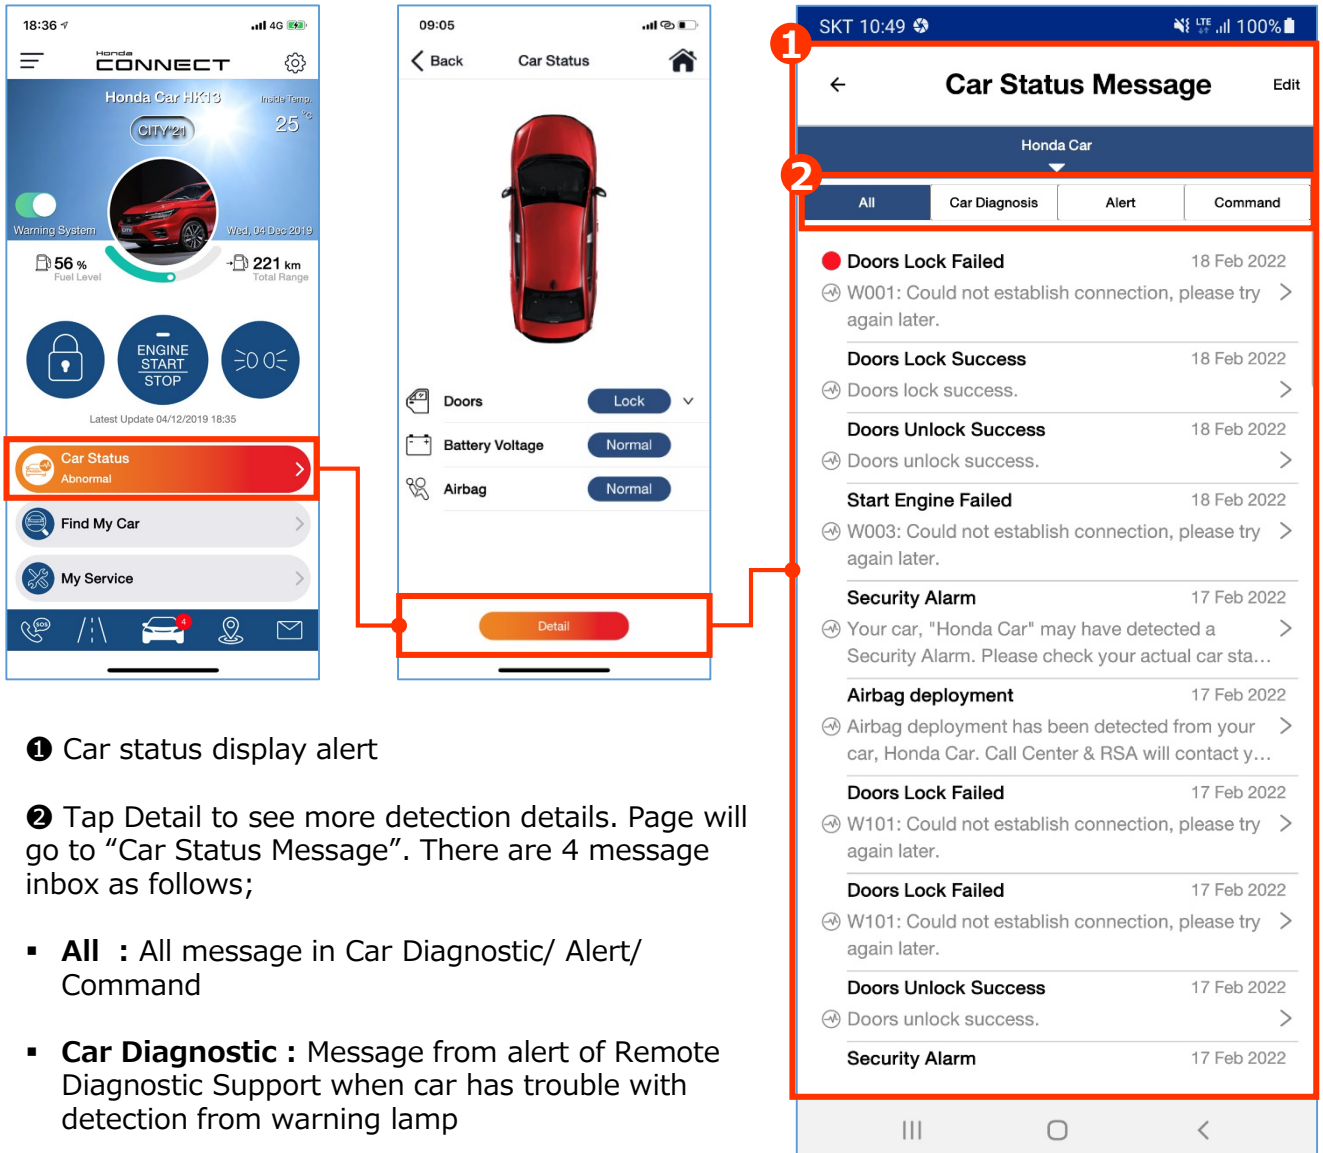 18:36
4G
Honda
CONNECT
Honda Car HK13
Inside Temp.
CITY'21
25 °C
Warning System
Wed, 04 Dec 2019
56 %
Fuel Level
221 km
Total Range
ENGINE
START
STOP
Latest Update 04/12/2019 18:35
Car Status
Abnormal
Find My Car
My Service
SOS
4
09:05
Back
Car Status
Doors
Lock
Battery Voltage
Normal
Airbag
Normal
Detail
1
SKT 10:49
LTE
100%
Car Status Message
Edit
Honda Car
2
All
Car Diagnosis
Alert
Command
Doors Lock Failed
18 Feb 2022
W001: Could not establish connection, please try
again later.
Doors Lock Success
18 Feb 2022
Doors lock success.
Doors Unlock Success
18 Feb 2022
Doors unlock success.
Start Engine Failed
18 Feb 2022
W003: Could not establish connection, please try
again later.
Security Alarm
17 Feb 2022
Your car, "Honda Car" may have detected a
Security Alarm. Please check your actual car sta...
Airbag deployment
17 Feb 2022
Airbag deployment has been detected from your
car, Honda Car. Call Center & RSA will contact y...
Doors Lock Failed
17 Feb 2022
W101: Could not establish connection, please try
again later.
Doors Lock Failed
17 Feb 2022
W101: Could not establish connection, please try
again later.
Doors Unlock Success
17 Feb 2022
Doors unlock success.
Security Alarm
17 Feb 2022
❶ Car status display alert
❷ Tap Detail to see more detection details. Page will
go to “Car Status Message”. There are 4 message
inbox as follows;
▪ All : All message in Car Diagnostic/ Alert/
Command
▪ Car Diagnostic : Message from alert of Remote
Diagnostic Support when car has trouble with
detection from warning lamp